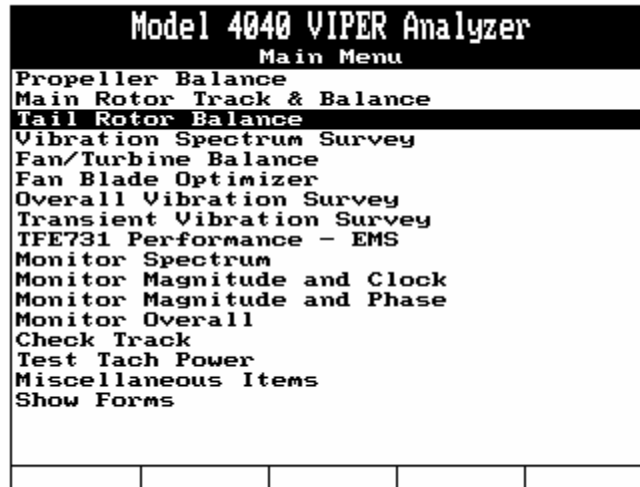 Model 4040 VIPER Analyzer
Main Menu
Propeller Balance
Main Rotor Track & Balance
Tail Rotor Balance
Vibration Spectrum Survey
Fan/Turbine Balance
Fan Blade Optimizer
Overall Vibration Survey
Transient Vibration Survey
TFE731 Performance - EMS
Monitor Spectrum
Monitor Magnitude and Clock
Monitor Magnitude and Phase
Monitor Overall
Check Track
Test Tach Power
Miscellaneous Items
Show Forms